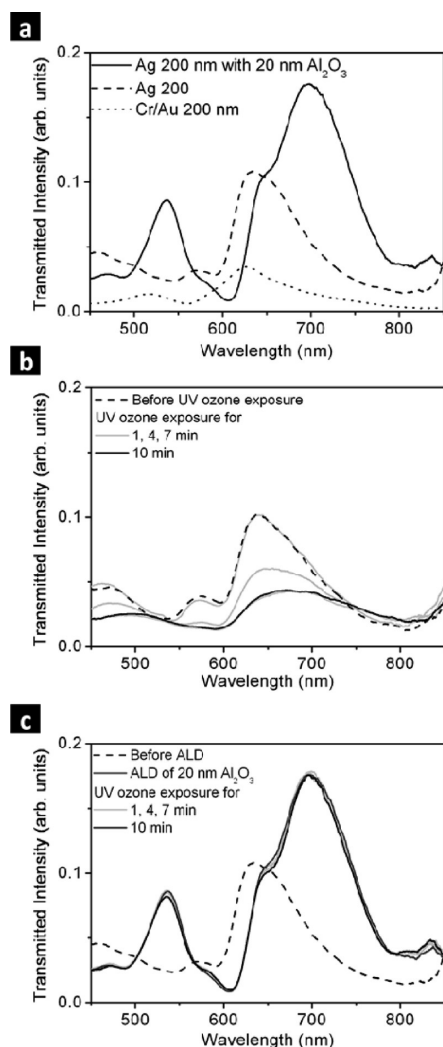 a
0.2
Ag 200 nm with 20 nm Al₂O₃
Ag 200
Cr/Au 200 nm
0.1
0.0
Transmitted Intensity (arb. units)
500 600 700 800
Wavelength (nm)
b
0.2
Before UV ozone exposure
UV ozone exposure for
1, 4, 7 min
10 min
0.1
0.0
Transmitted Intensity (arb. units)
500 600 700 800
Wavelength (nm)
c
0.2
Before ALD
ALD of 20 nm Al₂O₃
UV ozone exposure for
1, 4, 7 min
10 min
0.1
0.0
Transmitted Intensity (arb. units)
500 600 700 800
Wavelength (nm)